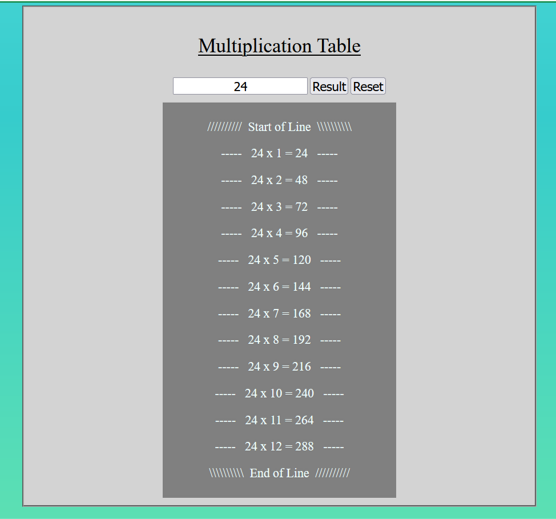 Multiplication Table
24 Result Reset
////////// Start of Line \\\\\\\\\\
----- 24 x 1 = 24 -----
----- 24 x 2 = 48 -----
----- 24 x 3 = 72 -----
----- 24 x 4 = 96 -----
----- 24 x 5 = 120 -----
----- 24 x 6 = 144 -----
----- 24 x 7 = 168 -----
----- 24 x 8 = 192 -----
----- 24 x 9 = 216 -----
----- 24 x 10 = 240 -----
----- 24 x 11 = 264 -----
----- 24 x 12 = 288 -----
\\\\\\\\\\ End of Line //////////